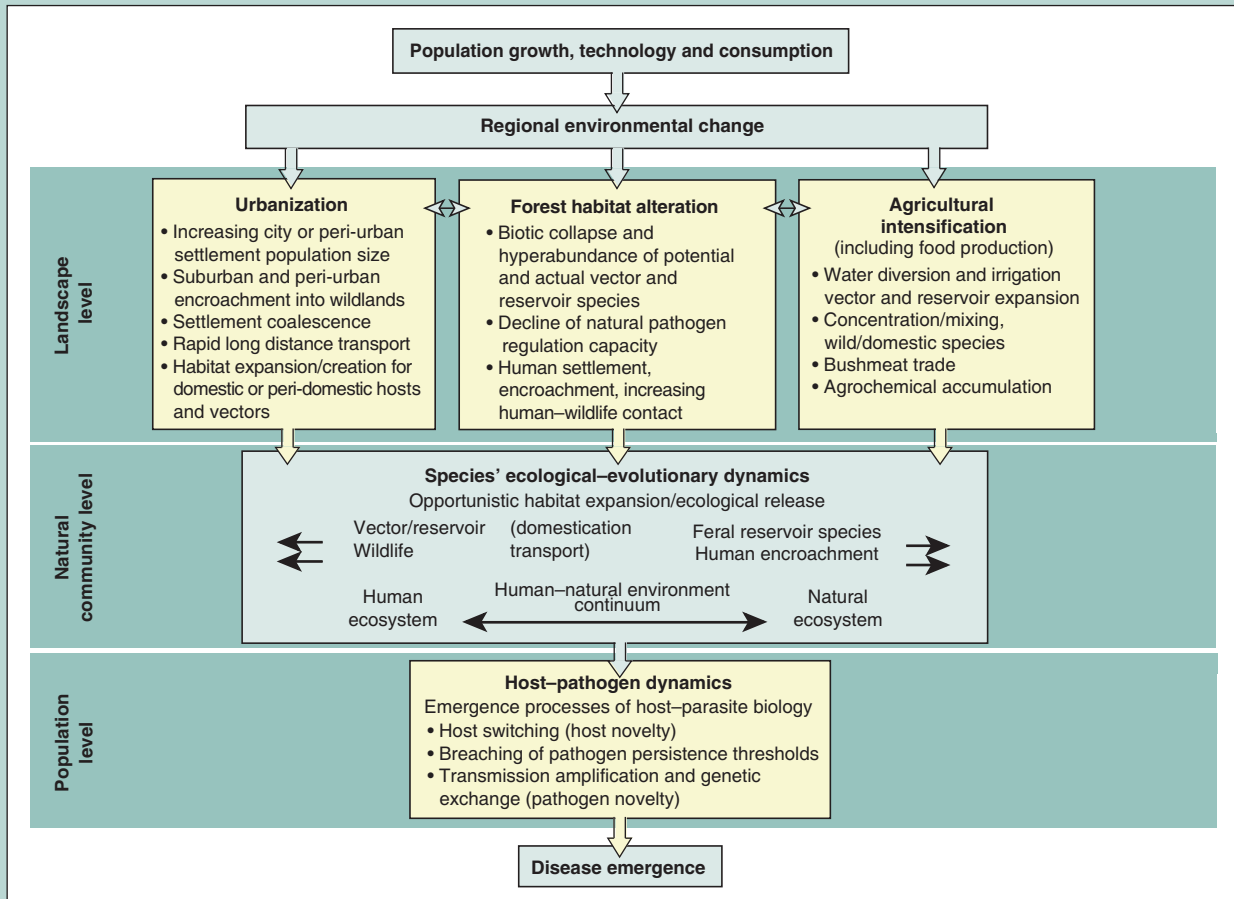 Population growth, technology and consumption
Regional environmental change
Landscape
level
Urbanization
• Increasing city or peri-urban
settlement population size
• Suburban and peri-urban
encroachment into wildlands
• Settlement coalescence
• Rapid long distance transport
• Habitat expansion/creation for
domestic or peri-domestic hosts
and vectors
Forest habitat alteration
• Biotic collapse and
hyperabundance of potential
and actual vector and
reservoir species
• Decline of natural pathogen
regulation capacity
• Human settlement,
encroachment, increasing
human–wildlife contact
Agricultural
intensification
(including food production)
• Water diversion and irrigation
vector and reservoir expansion
• Concentration/mixing,
wild/domestic species
• Bushmeat trade
• Agrochemical accumulation
Natural
community level
Species’ ecological–evolutionary dynamics
Opportunistic habitat expansion/ecological release
Vector/reservoir
Wildlife
(domestication
transport)
Feral reservoir species
Human encroachment
Human
ecosystem
Human–natural environment
continuum
Natural
ecosystem
Population
level
Host–pathogen dynamics
Emergence processes of host–parasite biology
• Host switching (host novelty)
• Breaching of pathogen persistence thresholds
• Transmission amplification and genetic
exchange (pathogen novelty)
Disease emergence